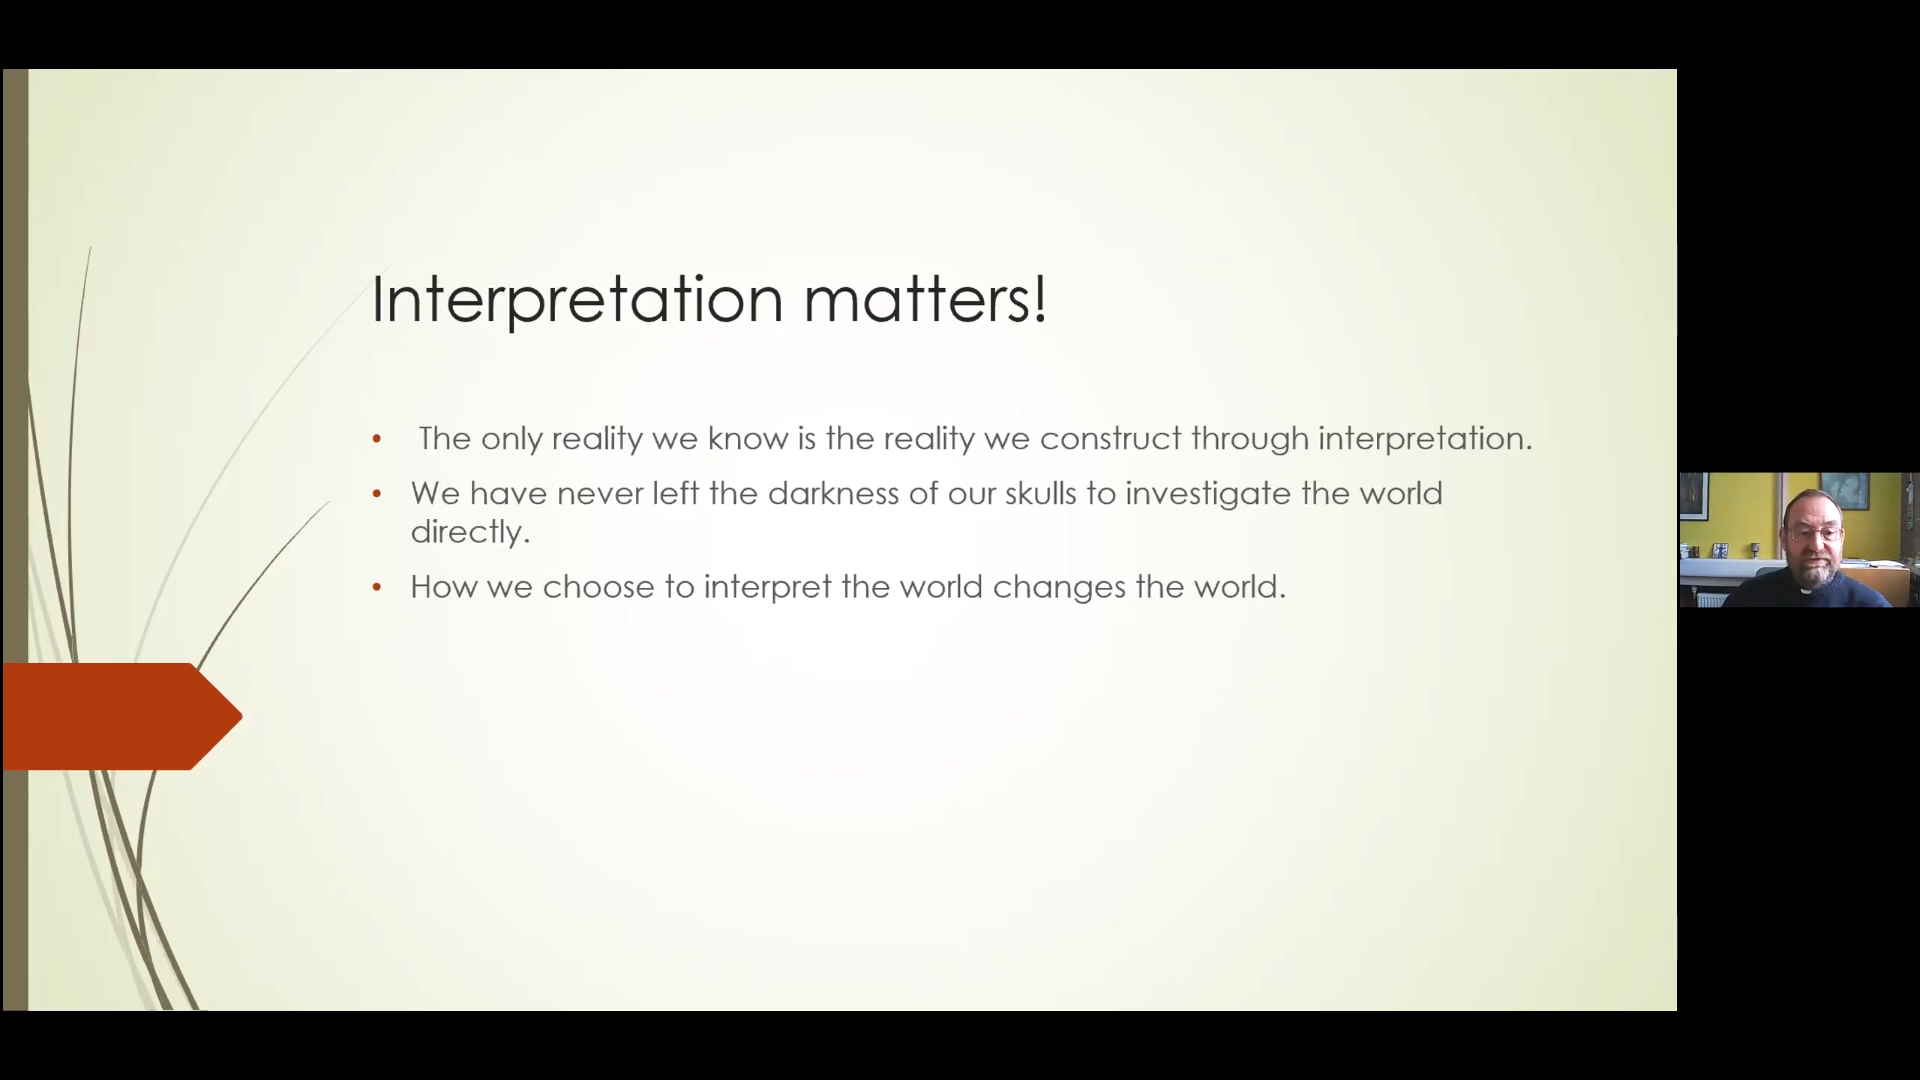 Interpretation matters!
• The only reality we know is the reality we construct through interpretation.
• We have never left the darkness of our skulls to investigate the world
directly.
• How we choose to interpret the world changes the world.